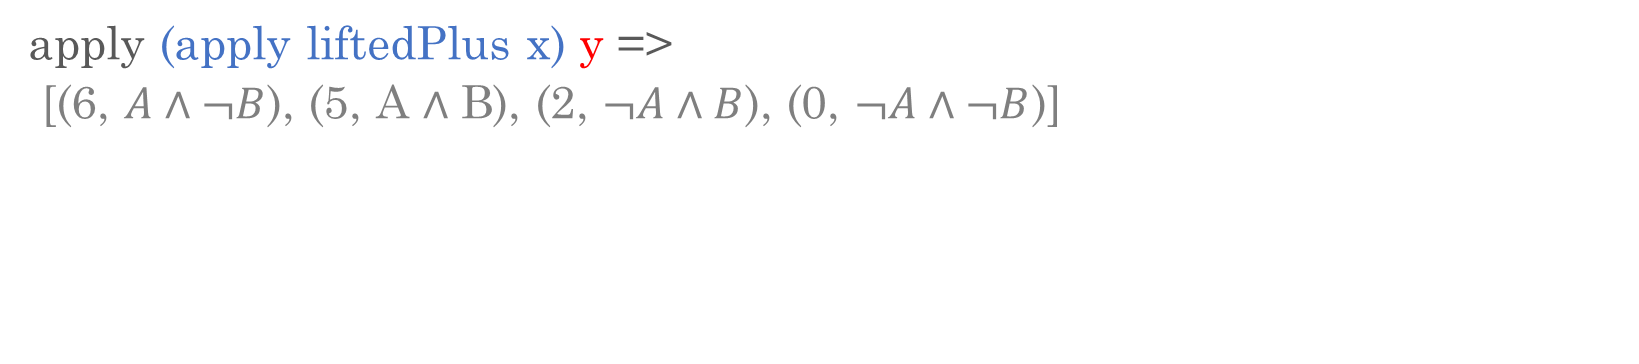 apply (apply liftedPlus x) y =>
[(6, A ∧ ¬B), (5, A ∧ B), (2, ¬A ∧ B), (0, ¬A ∧ ¬B)]